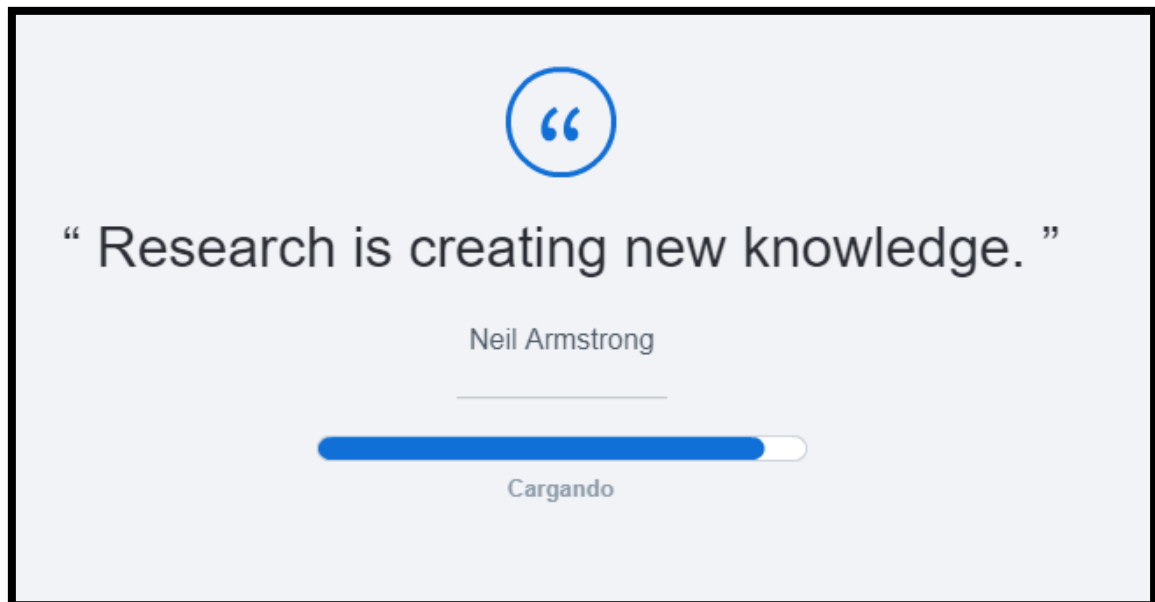 “
“ Research is creating new knowledge. ”
Neil Armstrong
Cargando